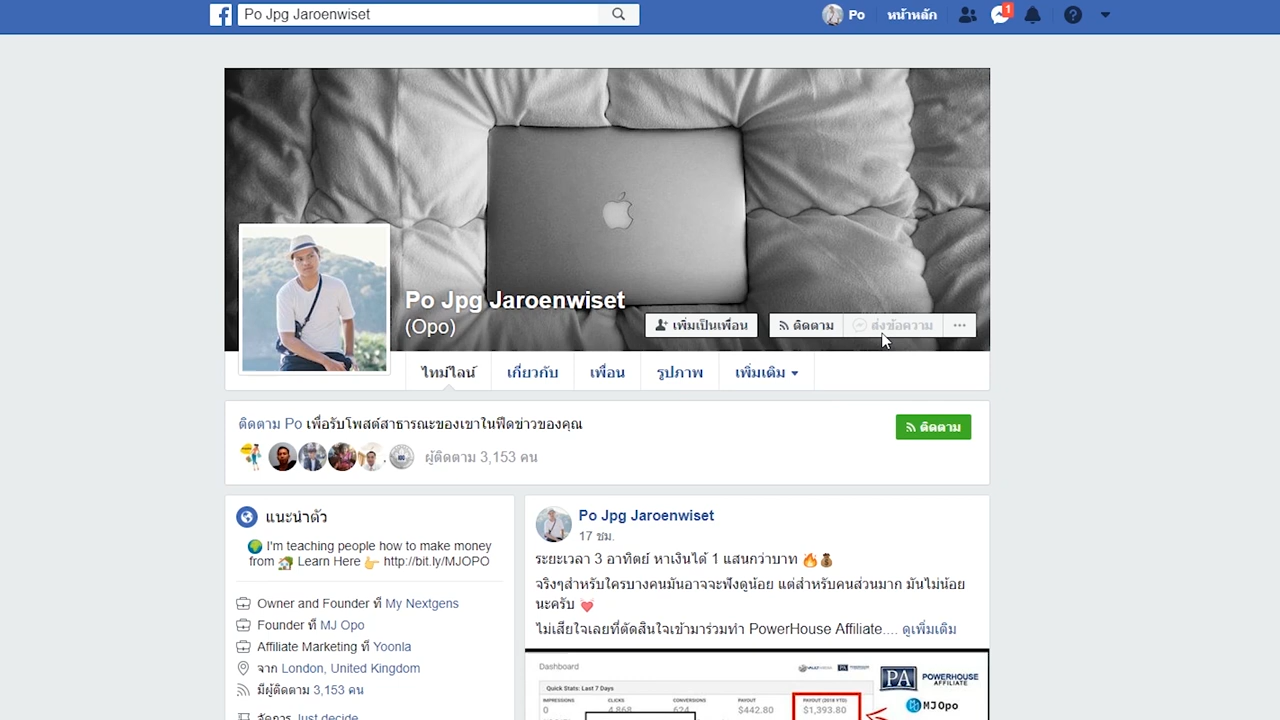 Po Jpg Jaroenwiset
Po
หน้าหลัก
1
Po Jpg Jaroenwiset
(Opo)
เพิ่มเป็นเพื่อน
ติดตาม
ส่งข้อความ
ไทม์ไลน์
เกี่ยวกับ
เพื่อน
รูปภาพ
เพิ่มเติม
ติดตาม Po เพื่อรับโพสต์สาธารณะของเขาในฟีดข่าวของคุณ
ติดตาม
ผู้ติดตาม 3,153 คน
แนะนำตัว
I'm teaching people how to make money
from Learn Here http://bit.ly/MJOPO
Owner and Founder ที่ My Nextgens
Founder ที่ MJ Opo
Affiliate Marketing ที่ Yoonla
จาก London, United Kingdom
มีผู้ติดตาม 3,153 คน
จัดการ Just decide
Po Jpg Jaroenwiset
17 ชม.
ระยะเวลา 3 อาทิตย์ หาเงินได้ 1 แสนกว่าบาท
จริงๆสำหรับใครบางคนมันอาจจะฟังดูน้อย แต่สำหรับคนส่วนมาก มันไม่น้อย
นะครับ
ไม่เสียใจเลยที่ตัดสินใจเข้ามาร่วมทำ PowerHouse Affiliate.... ดูเพิ่มเติม
Dashboard
Quick Stats: Last 7 Days
IMPRESSIONS
CLICKS
CONVERSIONS
PAYOUT
PAYOUT (2018 YTD)
0
4,868
624
$442.80
$1,393.80
PA
POWERHOUSE
AFFILIATE
MJ Opo